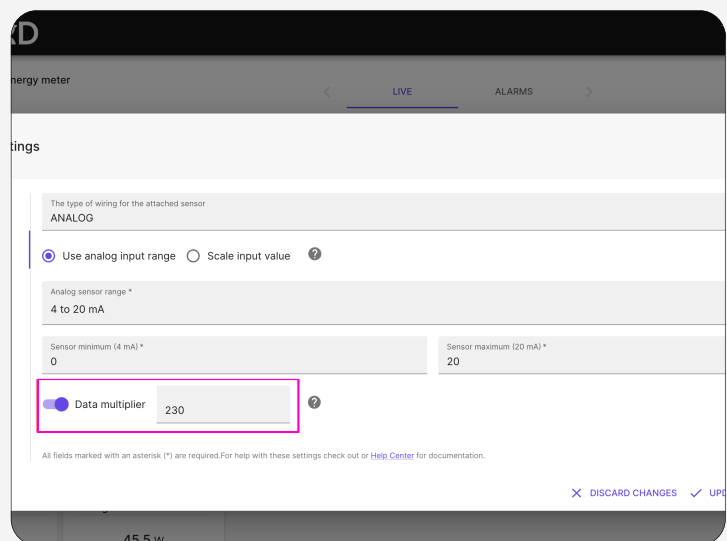 nergy meter
LIVE
ALARMS
tings
The type of wiring for the attached sensor
ANALOG
Use analog input range Scale input value ?
Analog sensor range *
4 to 20 mA
Sensor minimum (4 mA) *
0
Sensor maximum (20 mA) *
20
Data multiplier 230 ?
All fields marked with an asterisk (*) are required.For help with these settings check out or Help Center for documentation.
DISCARD CHANGES UPD
45.5 W